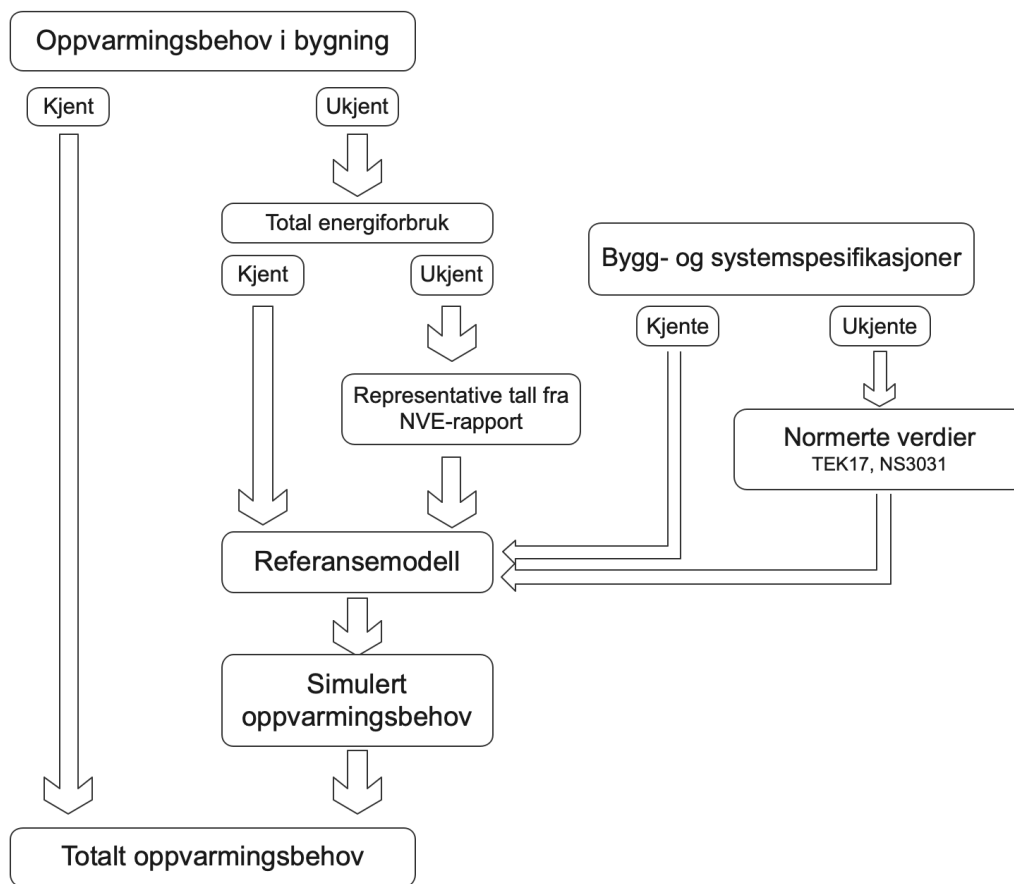 Oppvarmingsbehov i bygning
Kjent
Ukjent
Total energiforbruk
Kjent
Ukjent
Representative tall fra
NVE-rapport
Bygg- og systemspesifikasjoner
Kjente
Ukjente
Normerte verdier
TEK17, NS3031
Referansemodell
Simulert
oppvarmingsbehov
Totalt oppvarmingsbehov